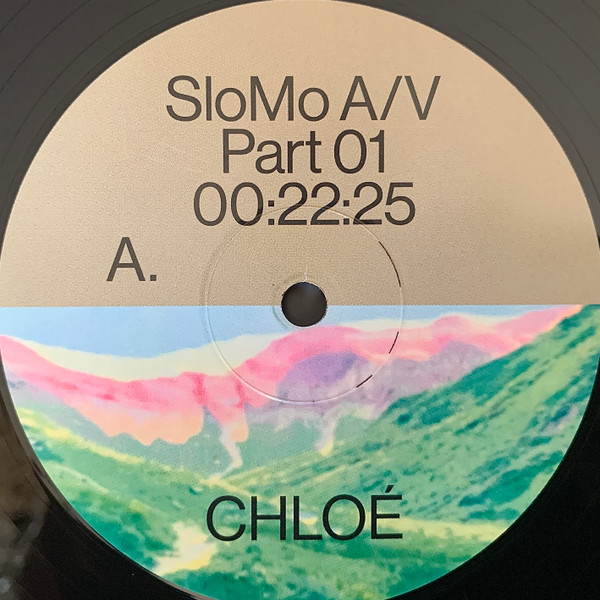 SloMo A/V
Part 01
00:22:25
A.
CHLOÉ